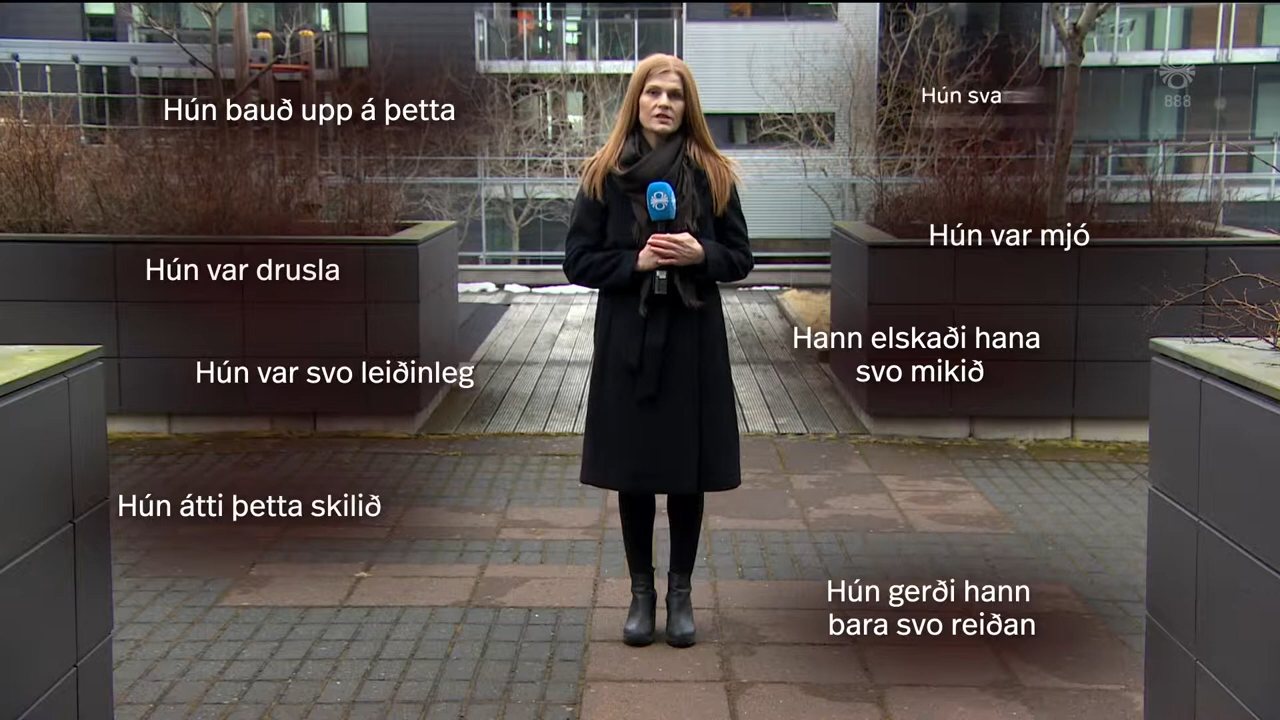 Hún bauð upp á þetta
Hún sva
888
Hún var mjó
Hún var drusla
Hann elskaði hana
svo mikið
Hún var svo leiðinleg
Hún átti þetta skilið
Hún gerði hann
bara svo reiðan